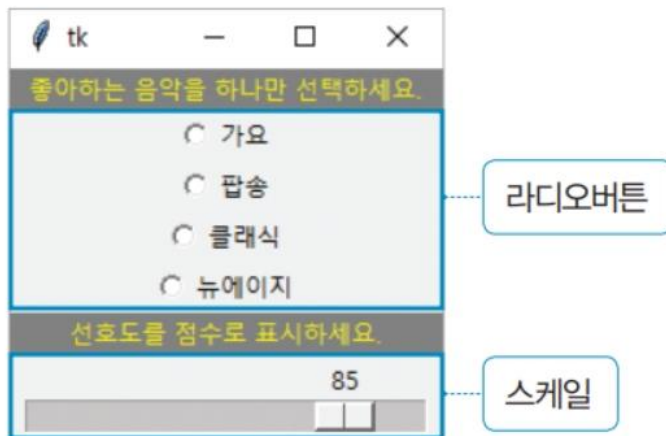 tk
좋아하는 음악을 하나만 선택하세요.
가요
팝송
라디오버튼
클래식
뉴에이지
선호도를 점수로 표시하세요.
85
스케일